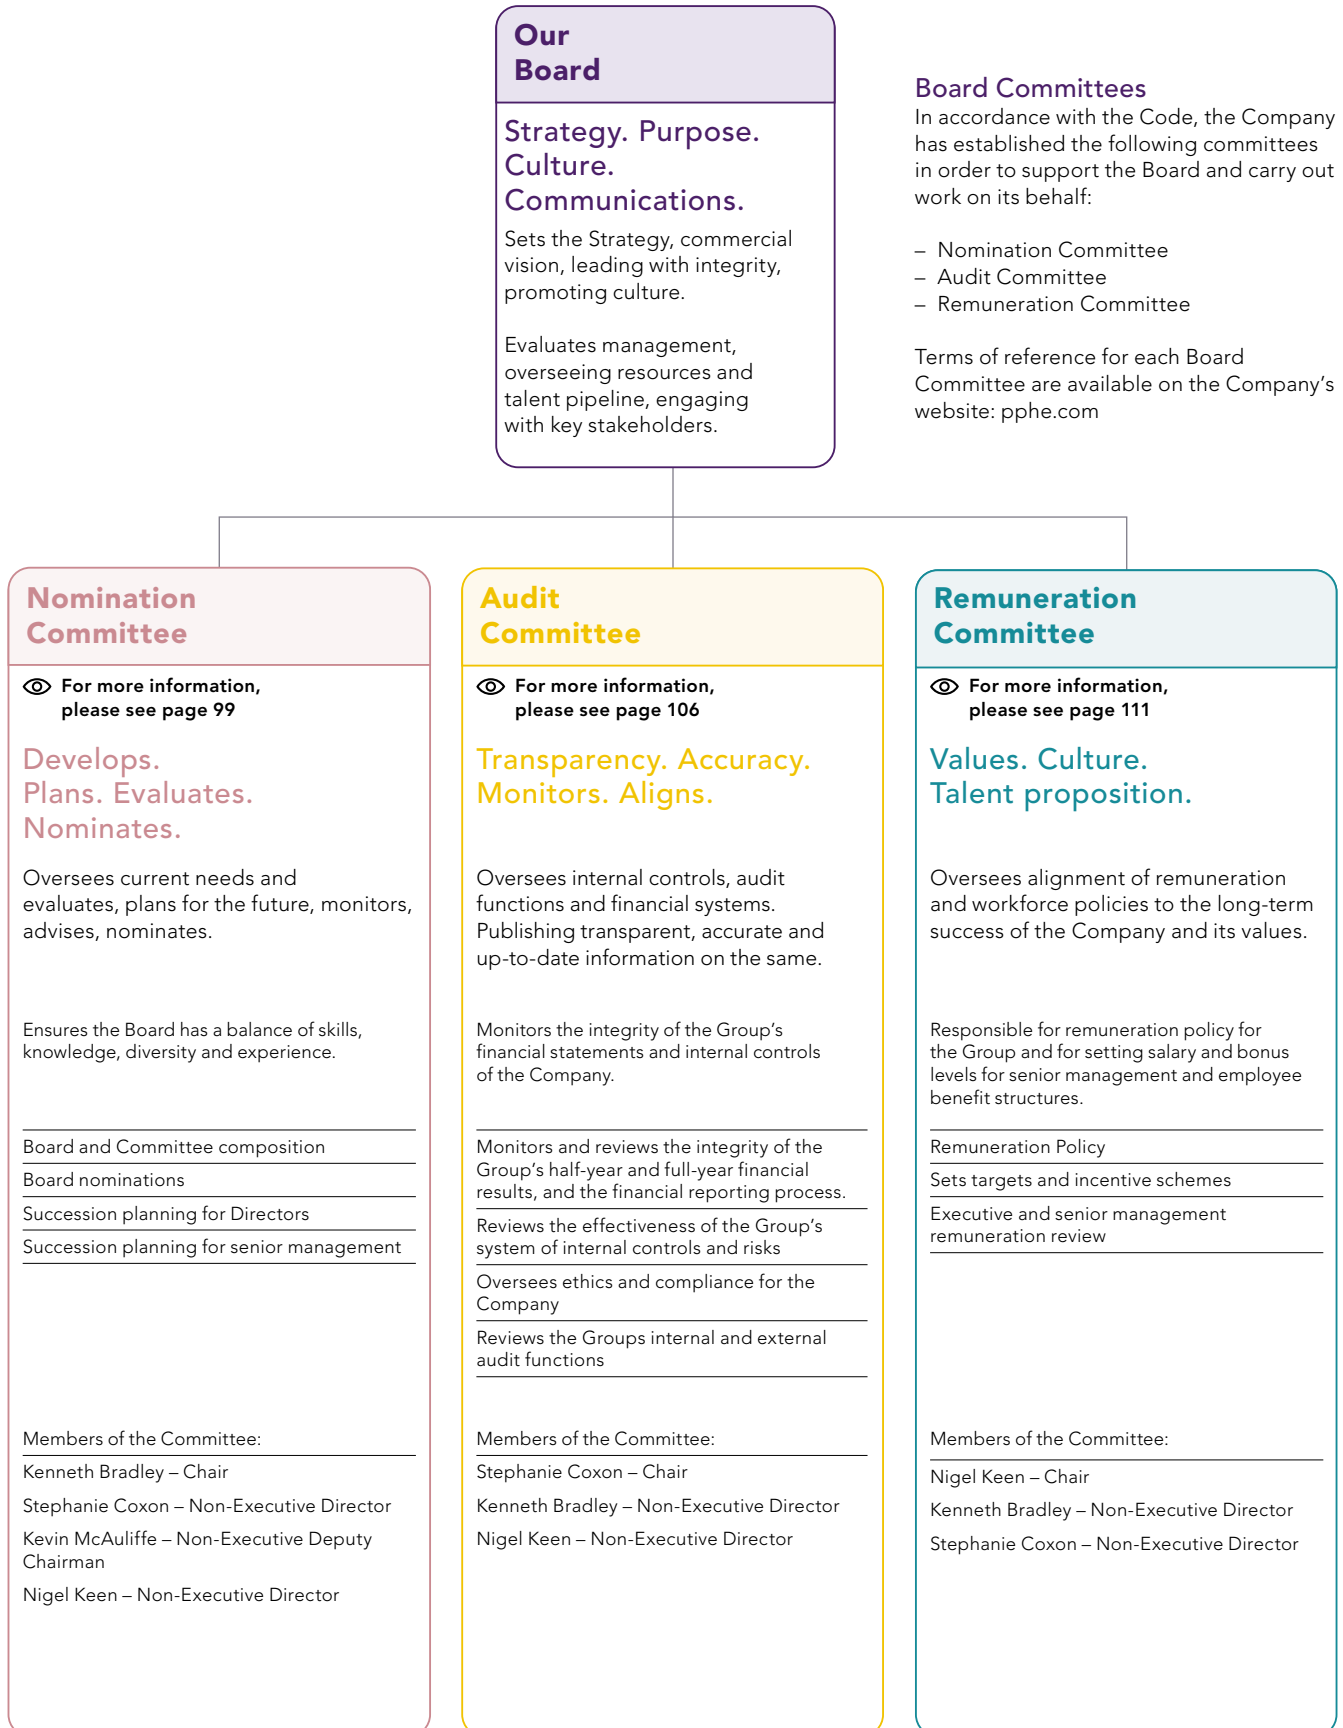 Our
Board
Strategy. Purpose.
Culture.
Communications.
Sets the Strategy, commercial
vision, leading with integrity,
promoting culture.
Evaluates management,
overseeing resources and
talent pipeline, engaging
with key stakeholders.
Board Committees
In accordance with the Code, the Company
has established the following committees
in order to support the Board and carry out
work on its behalf:
– Nomination Committee
– Audit Committee
– Remuneration Committee
Terms of reference for each Board
Committee are available on the Company’s
website: pphe.com
Nomination
Committee
For more information,
please see page 99
Develops.
Plans. Evaluates.
Nominates.
Oversees current needs and
evaluates, plans for the future, monitors,
advises, nominates.
Ensures the Board has a balance of skills,
knowledge, diversity and experience.
Board and Committee composition
Board nominations
Succession planning for Directors
Succession planning for senior management
Members of the Committee:
Kenneth Bradley – Chair
Stephanie Coxon – Non-Executive Director
Kevin McAuliffe – Non-Executive Deputy
Chairman
Nigel Keen – Non-Executive Director
Audit
Committee
For more information,
please see page 106
Transparency. Accuracy.
Monitors. Aligns.
Oversees internal controls, audit
functions and financial systems.
Publishing transparent, accurate and
up-to-date information on the same.
Monitors the integrity of the Group’s
financial statements and internal controls
of the Company.
Monitors and reviews the integrity of the
Group’s half-year and full-year financial
results, and the financial reporting process.
Reviews the effectiveness of the Group’s
system of internal controls and risks
Oversees ethics and compliance for the
Company
Reviews the Groups internal and external
audit functions
Members of the Committee:
Stephanie Coxon – Chair
Kenneth Bradley – Non-Executive Director
Nigel Keen – Non-Executive Director
Remuneration
Committee
For more information,
please see page 111
Values. Culture.
Talent proposition.
Oversees alignment of remuneration
and workforce policies to the long-term
success of the Company and its values.
Responsible for remuneration policy for
the Group and for setting salary and bonus
levels for senior management and employee
benefit structures.
Remuneration Policy
Sets targets and incentive schemes
Executive and senior management
remuneration review
Members of the Committee:
Nigel Keen – Chair
Kenneth Bradley – Non-Executive Director
Stephanie Coxon – Non-Executive Director